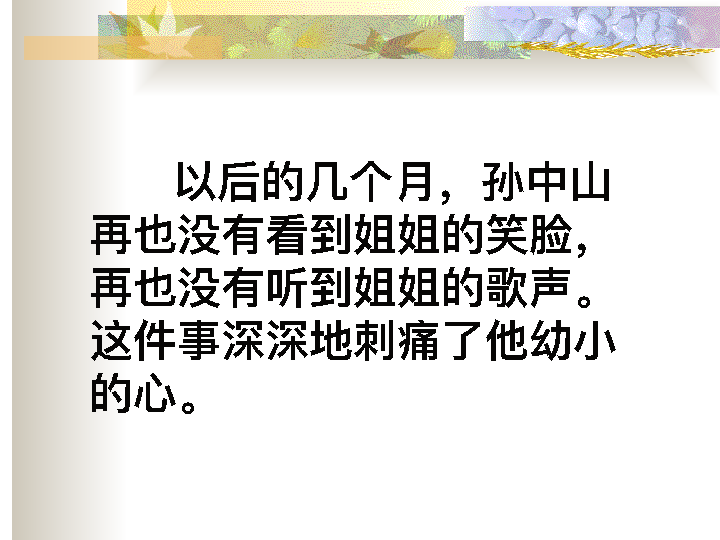 以后的几个月，孙中山
再也没有看到姐姐的笑脸，
再也没有听到姐姐的歌声。
这件事深深地刺痛了他幼小
的心。